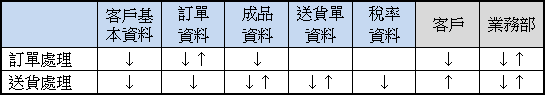 客戶基本資料 訂單資料 成品資料 送貨單資料 稅率資料 客戶 業務部
訂單處理 ↓ ↓↑ ↓ ↓ ↓↑
送貨處理 ↓ ↓ ↓↑ ↓↑ ↓ ↑ ↓↑